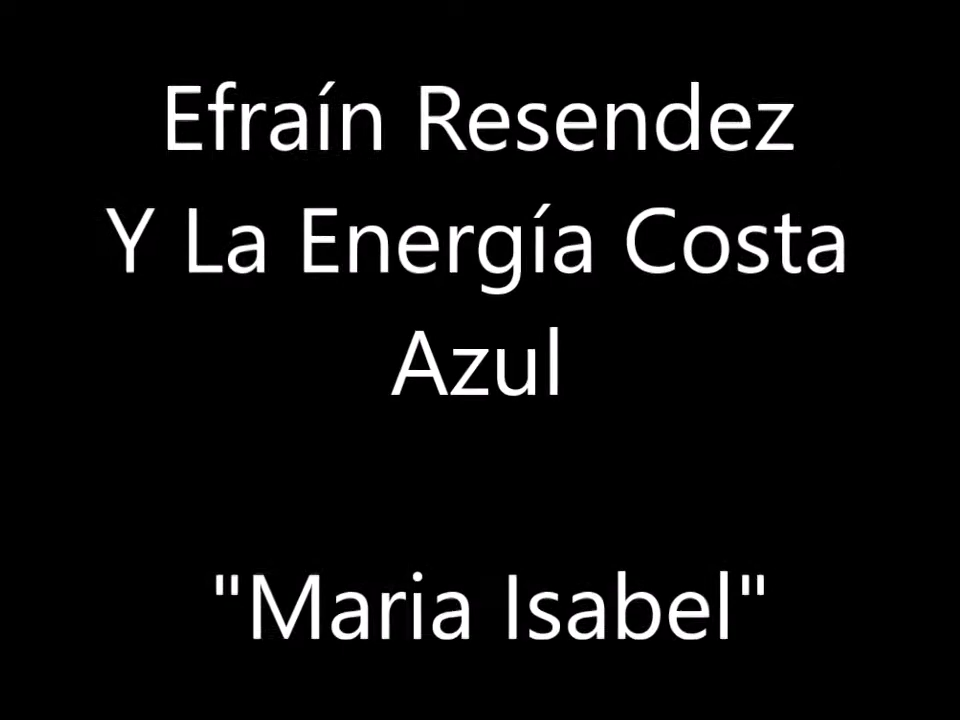 Efraín Resendez
Y La Energía Costa
Azul
"Maria Isabel"